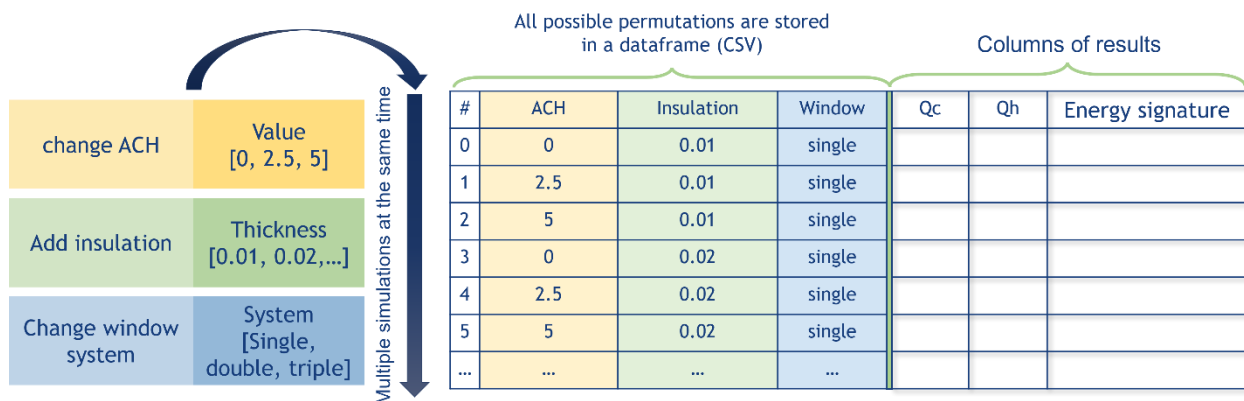 All possible permutations are stored
in a dataframe (CSV)
Columns of results
change ACH
Value
[0, 2.5, 5]
Add insulation
Thickness
[0.01, 0.02,...]
Change window
system
System
[Single,
double, triple]
Multiple simulations at the same time
# ACH Insulation Window Qc Qh Energy signature
0 0 0.01 single
1 2.5 0.01 single
2 5 0.01 single
3 0 0.02 single
4 2.5 0.02 single
5 5 0.02 single
... ... ... ...